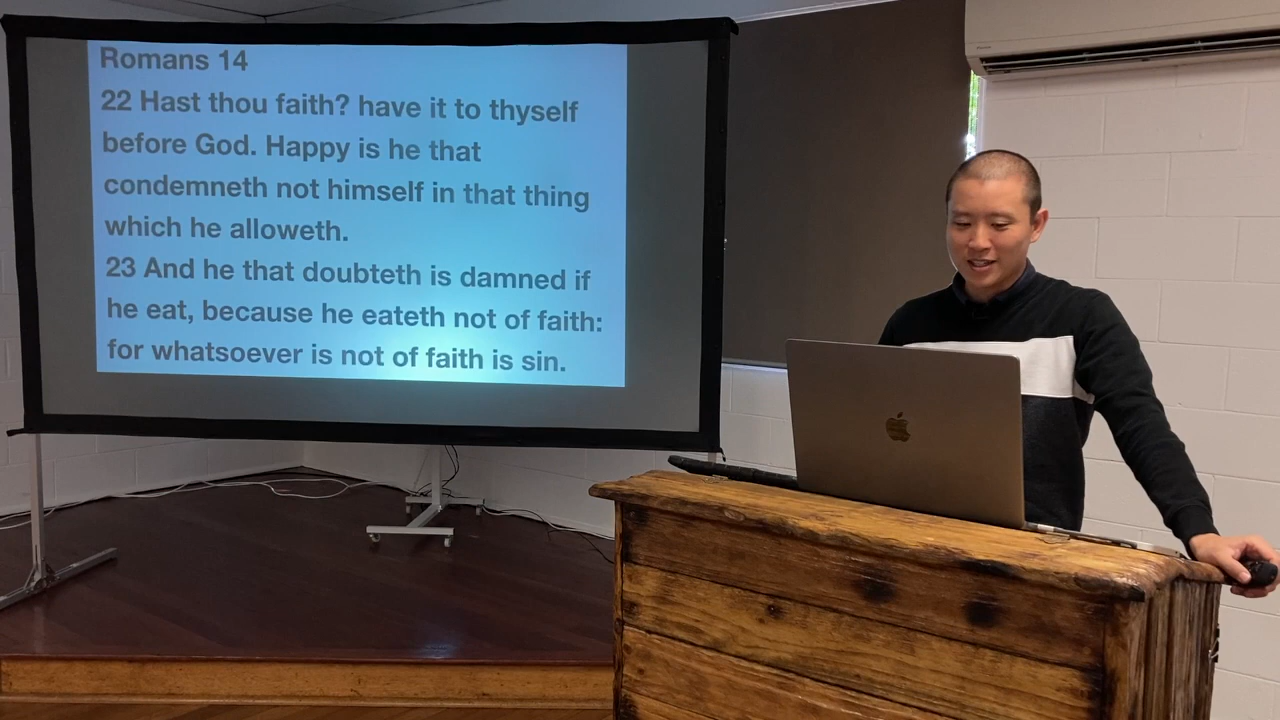 Romans 14
22 Hast thou faith? have it to thyself
before God. Happy is he that
condemneth not himself in that thing
which he alloweth.
23 And he that doubteth is damned if
he eat, because he eateth not of faith:
for whatsoever is not of faith is sin.